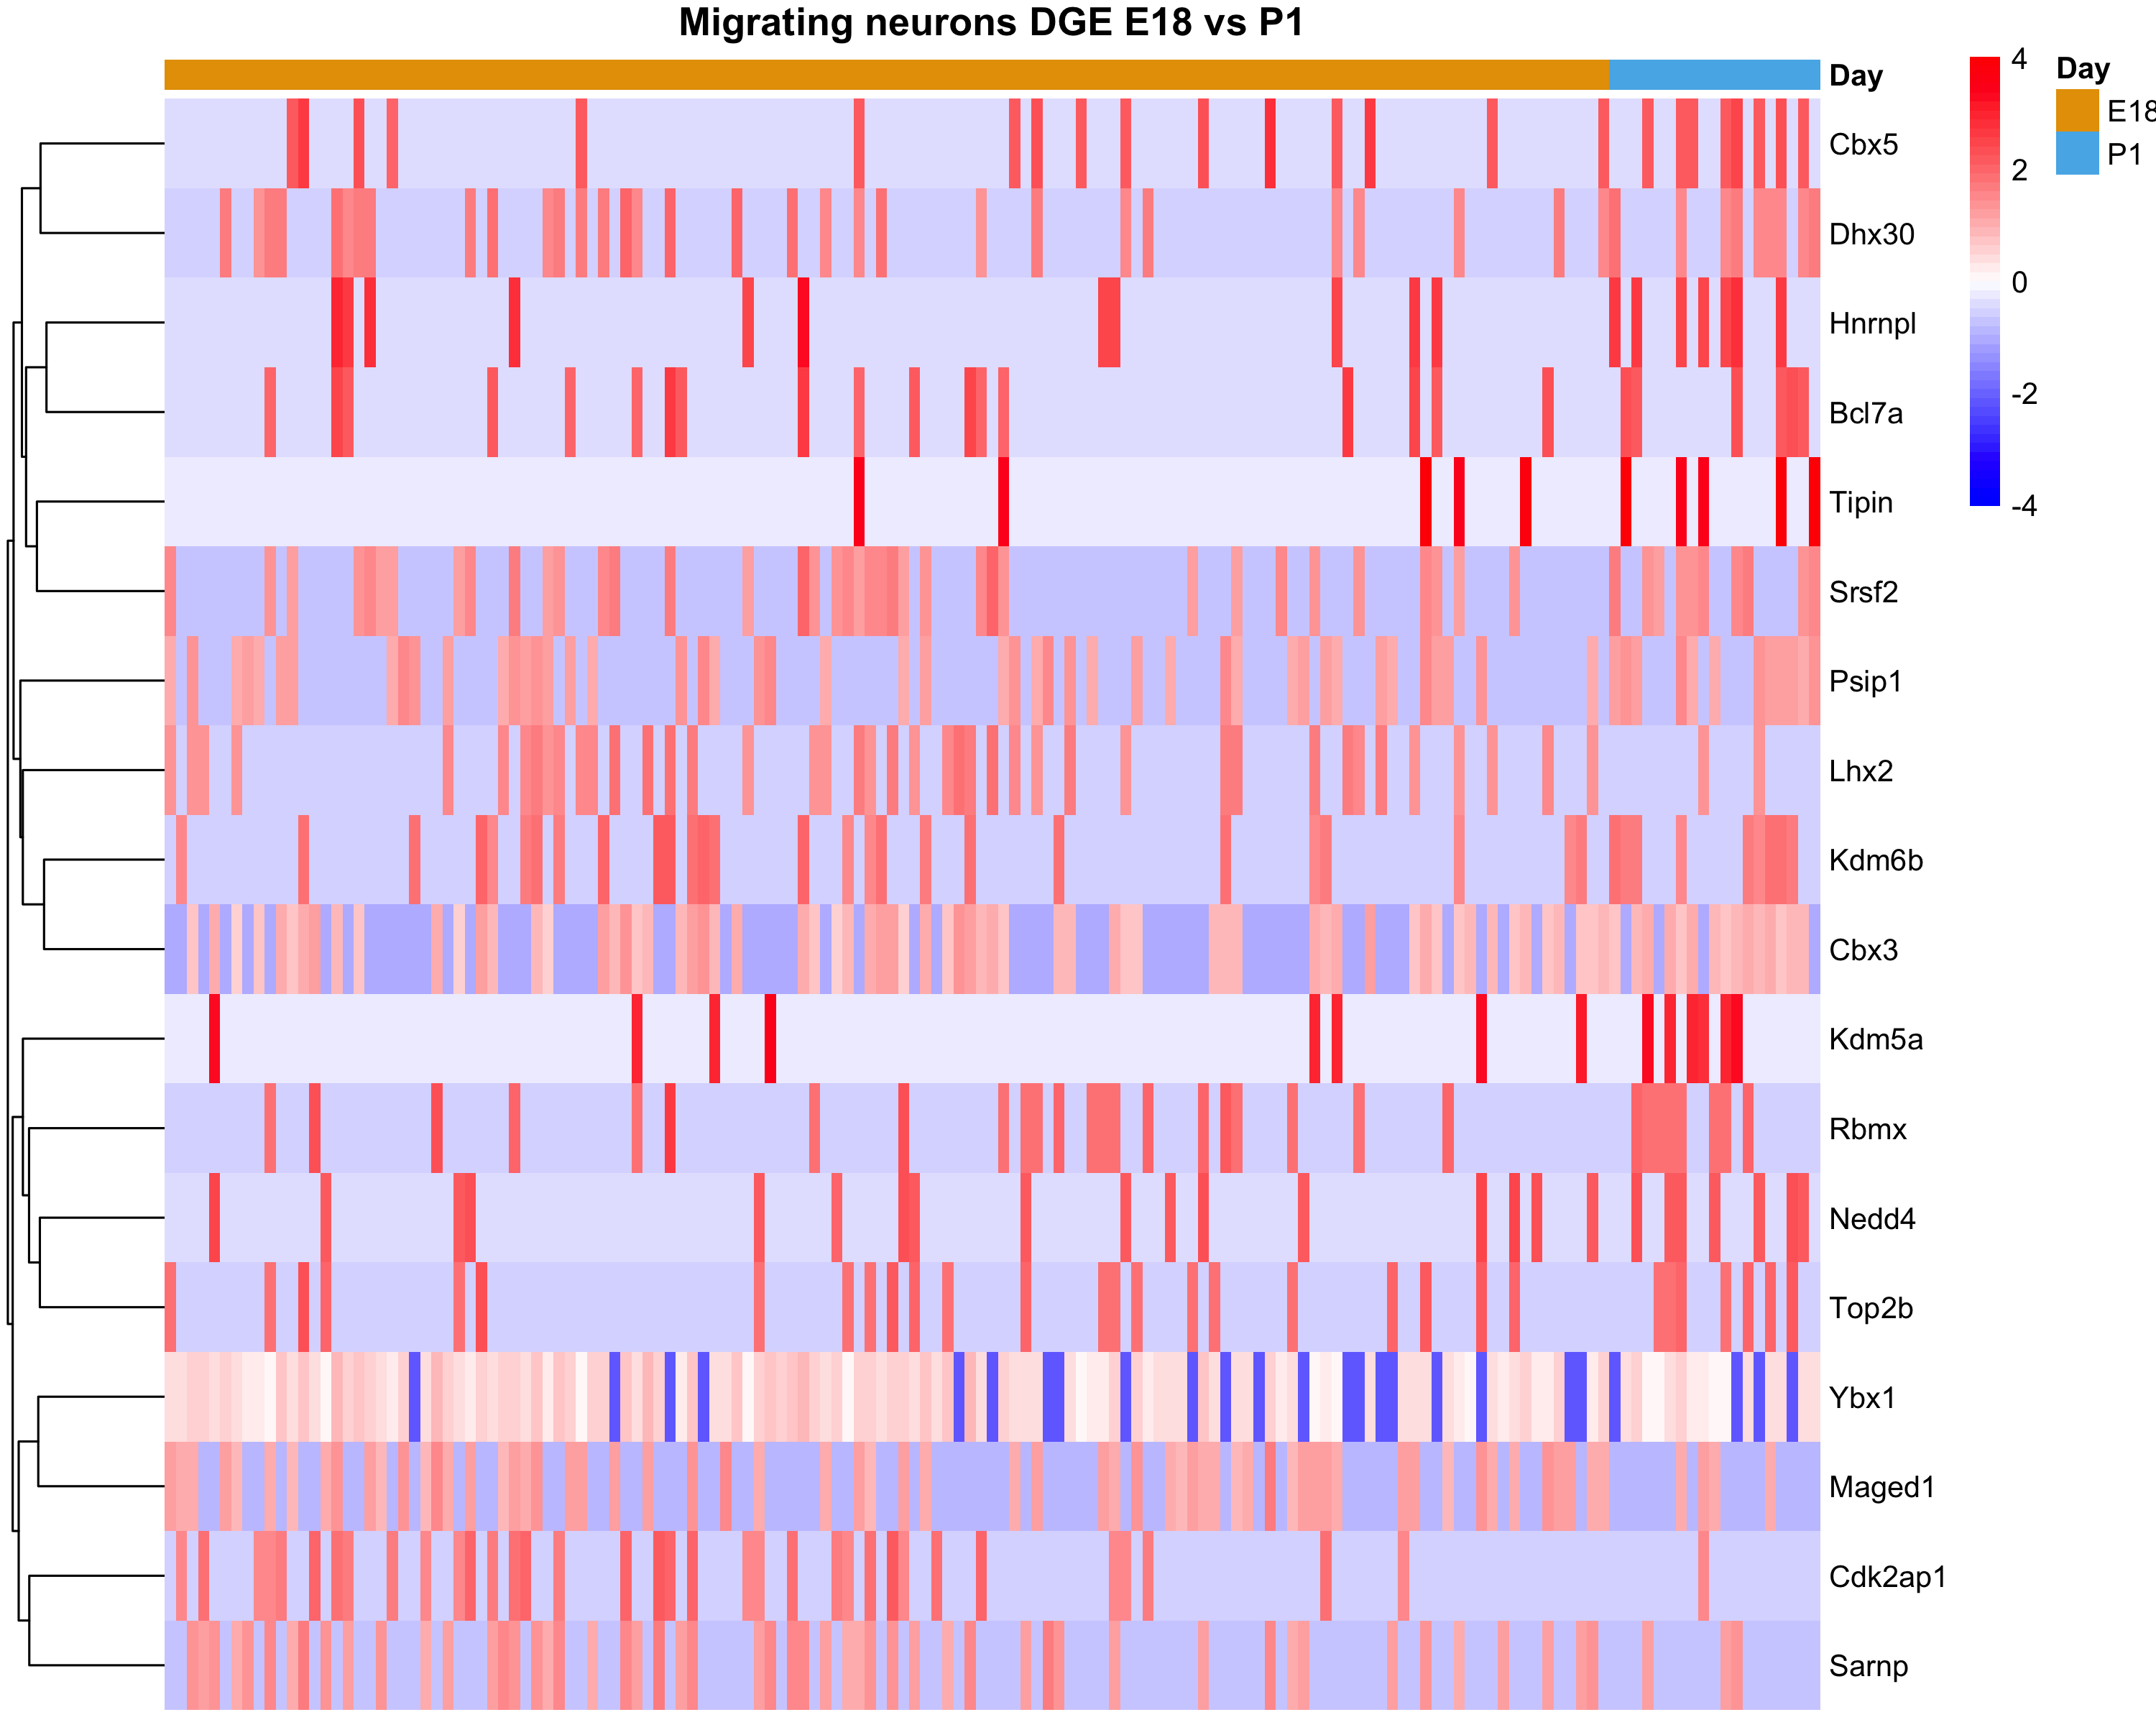 Migrating neurons DGE E18 vs P1
Day
Cbx5
Dhx30
Hnrnpl
Bcl7a
Tipin
Srsf2
Psip1
Lhx2
Kdm6b
Cbx3
Kdm5a
Rbmx
Nedd4
Top2b
Ybx1
Maged1
Cdk2ap1
Sarnp
4
2
0
-2
-4
Day
E18
P1